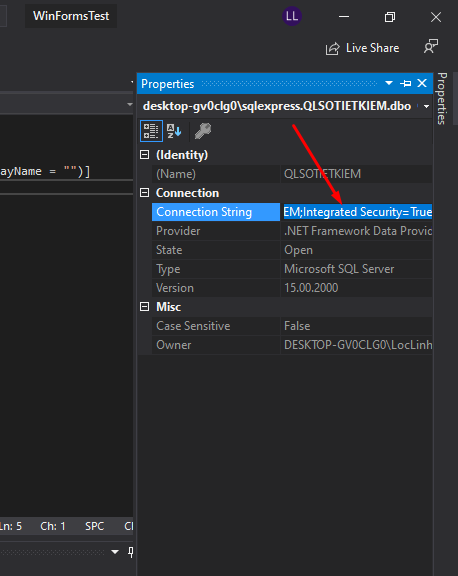 WinFormsTest
LL
Live Share
Properties
Properties
desktop-gv0clg0\sqlexpress.QLSOTIETKIEM.dbo
A
Z
(Identity)
(Name) QLSOTIETKIEM
ayName = "")]
Connection
Connection String EM;Integrated Security=True
Provider .NET Framework Data Provid
State Open
Type Microsoft SQL Server
Version 15.00.2000
Misc
Case Sensitive False
Owner DESKTOP-GV0CLG0\LocLinh
Ln: 5 Ch: 1 SPC